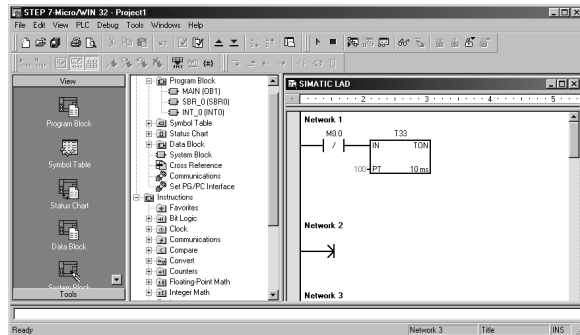 STEP 7-Micro/WIN 32 - Project1
File Edit View PLC Debug Tools Windows Help
View
Program Block
Symbol Table
Status Chart
Data Block
System Block
Tools
Program Block
MAIN (OB1)
SBR_0 (SBR0)
INT_0 (INT0)
Symbol Table
Status Chart
Data Block
System Block
Cross Reference
Communications
Set PG/PC Interface
Instructions
Favorites
Bit Logic
Clock
Communications
Compare
Convert
Counters
Floating-Point Math
Integer Math
SIMATIC LAD
2 3 4 5
Network 1
M0.0 T33
/ IN TON
100 PT 10 ms
Network 2
Network 3
Ready Network 3 Title INS